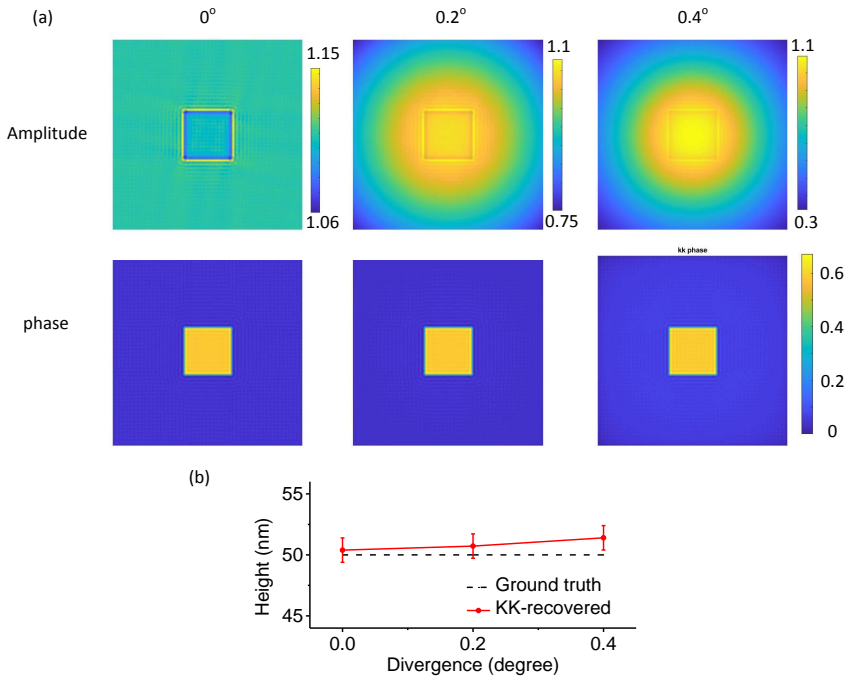 (a)
0°
0.2°
0.4°
Amplitude
1.15
1.06
1.1
0.75
1.1
0.3
phase
kk phase
0.6
0.4
0.2
0
(b)
Height (nm)
55
50
45
Ground truth
KK-recovered
0.0
0.2
0.4
Divergence (degree)